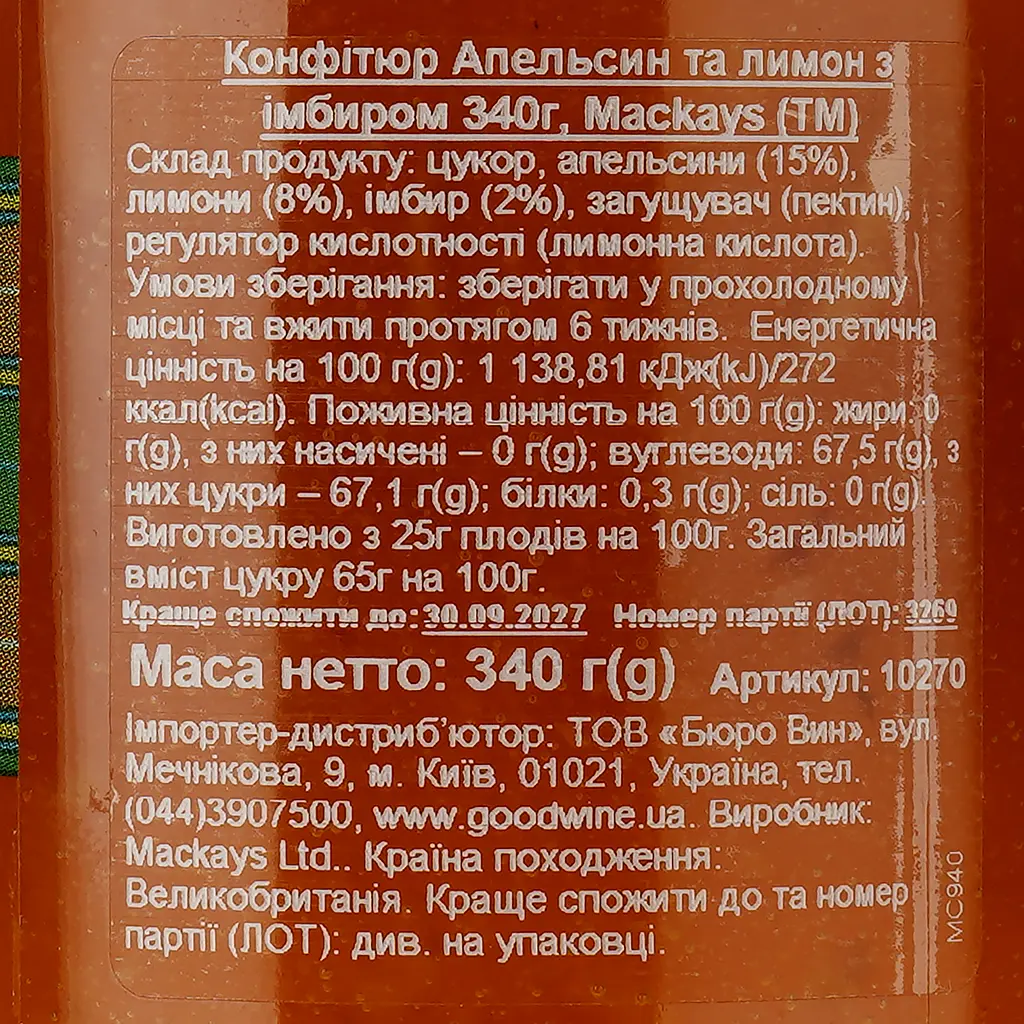 Конфітюр Апельсин та лимон з
імбиром 340г, Mackays (TM)
Склад продукту: цукор, апельсини (15%),
лимони (8%), імбир (2%), загущувач (пектин),
регулятор кислотності (лимонна кислота).
Умови зберігання: зберігати у прохолодному
місці та вжити протягом 6 тижнів. Енергетична
цінність на 100 г(g): 1 138,81 кДж(kJ)/272
ккал(kcal). Поживна цінність на 100 г(g): жири: 0
г(g), з них насичені – 0 г(g); вуглеводи: 67,5 г(g), з
них цукри – 67,1 г(g); білки: 0,3 г(g); сіль: 0 г(g).
Виготовлено з 25г плодів на 100г. Загальний
вміст цукру 65г на 100г.
Краще спожити до: 30.09.2027 Номер партії (ЛОТ): 3269
Маса нетто: 340 г(g) Артикул: 10270
Імпортер-дистриб'ютор: ТОВ «Бюро Вин», вул.
Мечнікова, 9, м. Київ, 01021, Україна, тел.
(044)3907500, www.goodwine.ua. Виробник:
Mackays Ltd.. Країна походження:
Великобританія. Краще спожити до та номер
партії (ЛОТ): див. на упаковці.
MC940